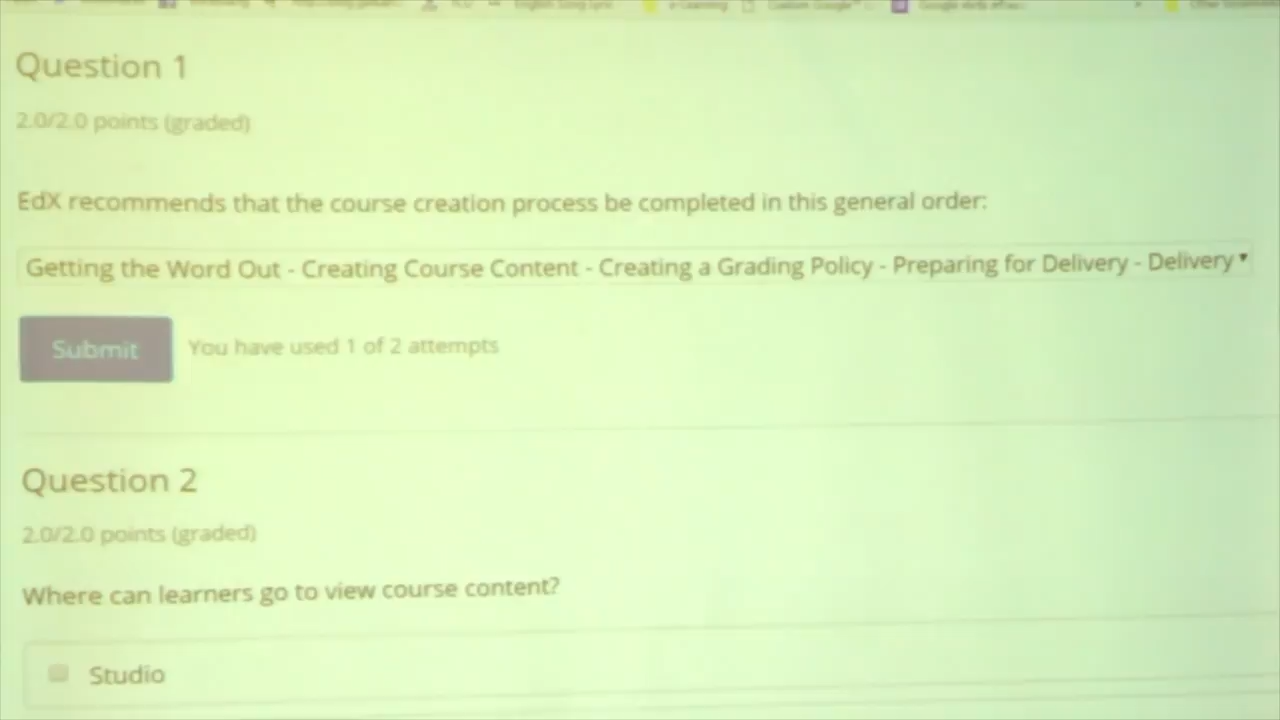 Question 1
2.0/2.0 points (graded)
EdX recommends that the course creation process be completed in this general order:
Getting the Word Out - Creating Course Content - Creating a Grading Policy - Preparing for Delivery - Delivery
Submit You have used 1 of 2 attempts
Question 2
2.0/2.0 points (graded)
Where can learners go to view course content?
Studio